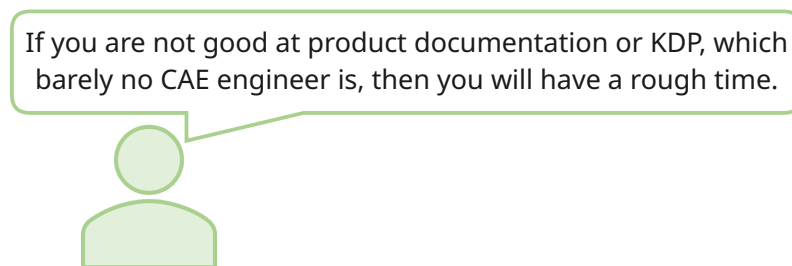 If you are not good at product documentation or KDP, which
barely no CAE engineer is, then you will have a rough time.